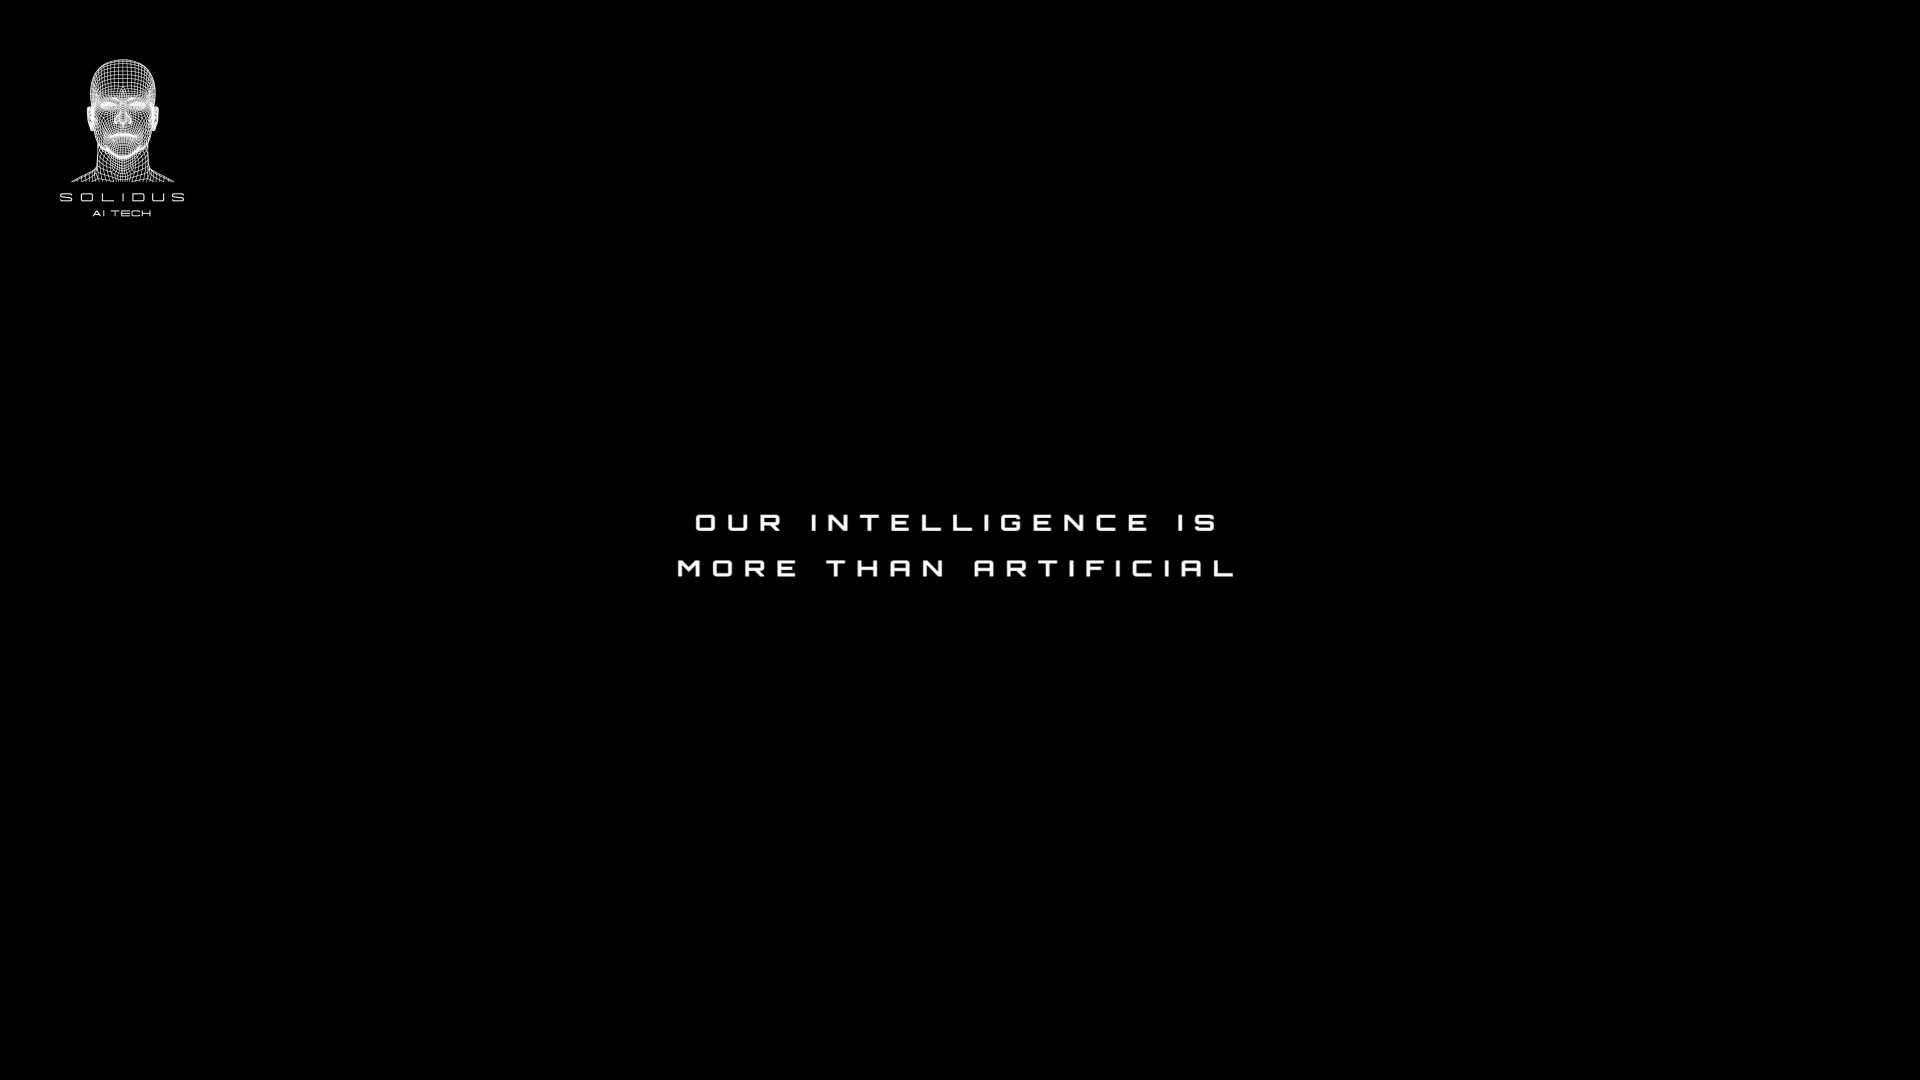 SOLIDUS
AI TECH
OUR INTELLIGENCE IS
MORE THAN ARTIFICIAL